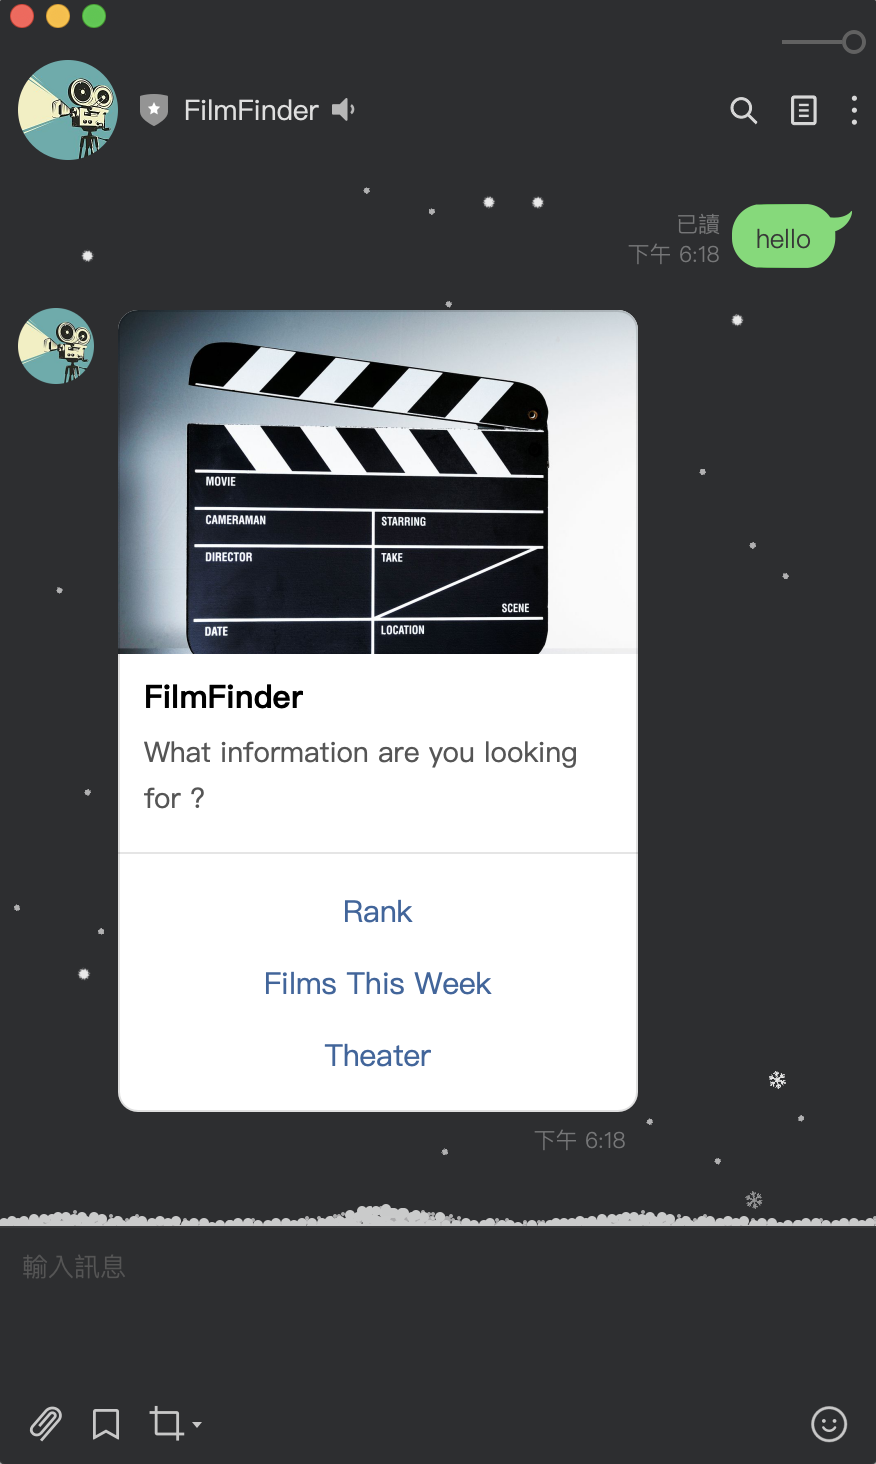 FilmFinder
已讀
下午 6:18
hello
MOVIE
CAMERAMAN
STARRING
DIRECTOR
TAKE
SCENE
DATE
LOCATION
FilmFinder
What information are you looking
for ?
Rank
Films This Week
Theater
下午 6:18
輸入訊息